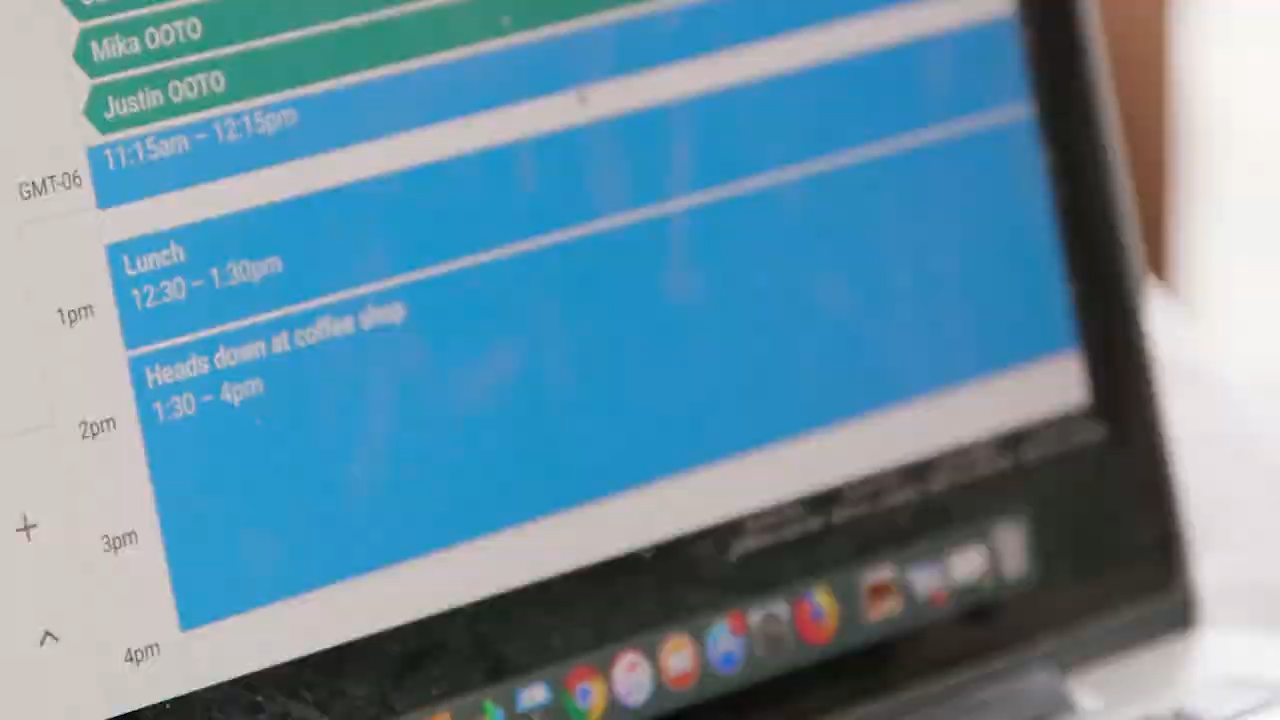 Mika OOTO
Justin OOTO
11:15am – 12:15pm
GMT-06
Lunch
12:30 – 1:30pm
1pm
Heads down at coffee shop
1:30 – 4pm
2pm
3pm
4pm